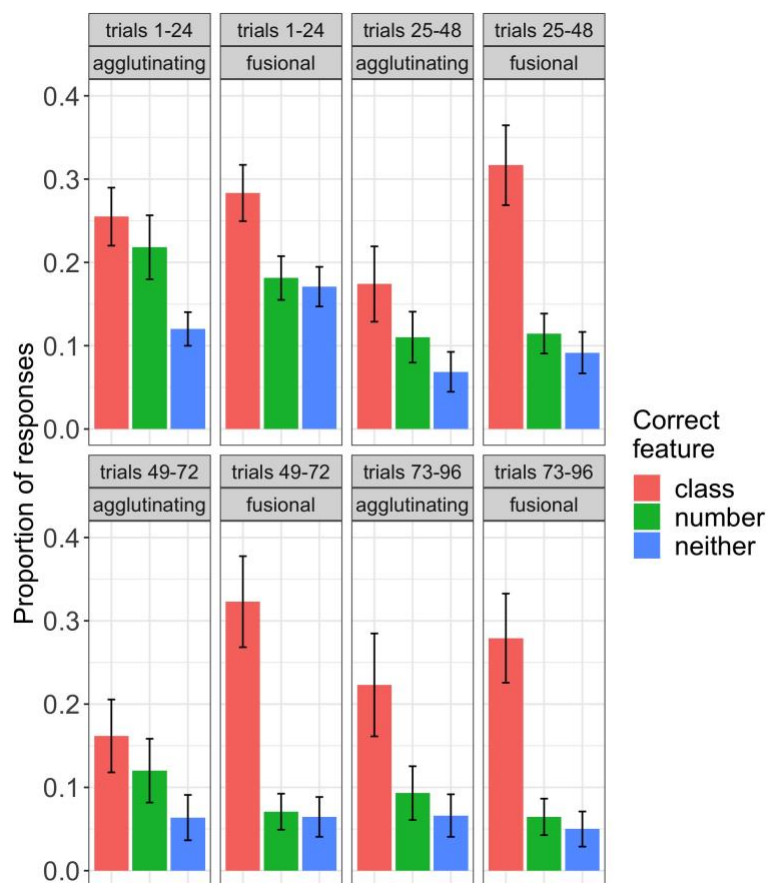 trials 1-24 trials 1-24 trials 25-48 trials 25-48
agglutinating fusional agglutinating fusional
0.4
0.3
0.2
0.1
0.0
trials 49-72 trials 49-72 trials 73-96 trials 73-96
agglutinating fusional agglutinating fusional
0.4
0.3
0.2
0.1
0.0
Proportion of responses
Correct
feature
class
number
neither